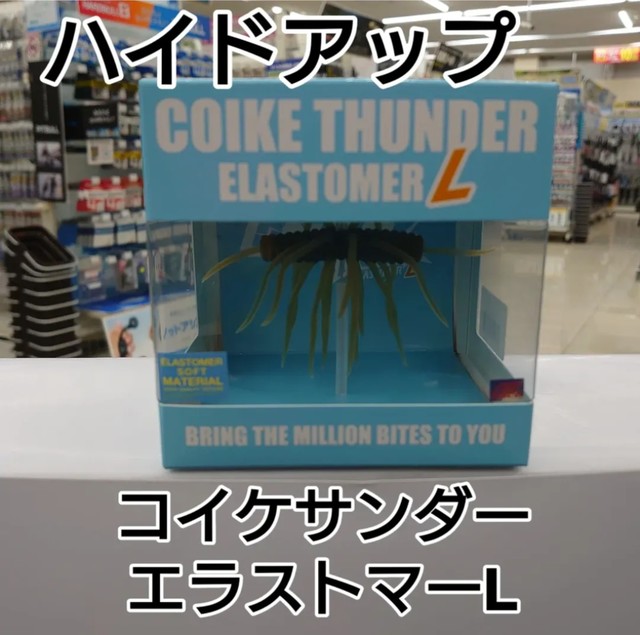 ハイドアップ
COIKE THUNDER
ELASTOMER L
ELASTOMER
SOFT
MATERIAL
BRING THE MILLION BITES TO YOU
コイケサンダー
エラストマーL